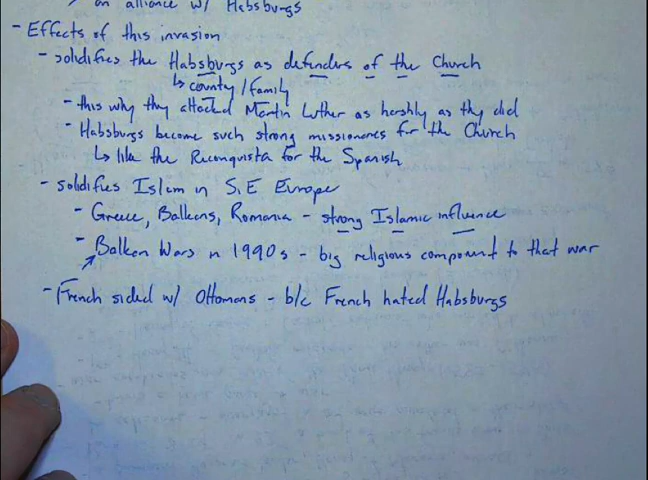 on alliance w/ Habsburgs
- Effects of this invasion
- solidifies the Habsburgs as defenders of the Church
↳ county/family
- this why they attacked Martin Luther as harshly as they did
- Habsburgs become such strong missionares for the Church
↳ like the Reconquista for the Spanish
- solidifies Islam in S.E Europe
- Greece, Balkans, Romania - strong Islamic influence
- Balkan Wars in 1990s - big religious compound to that war
- French sided w/ Ottomans - b/c French hated Habsburgs